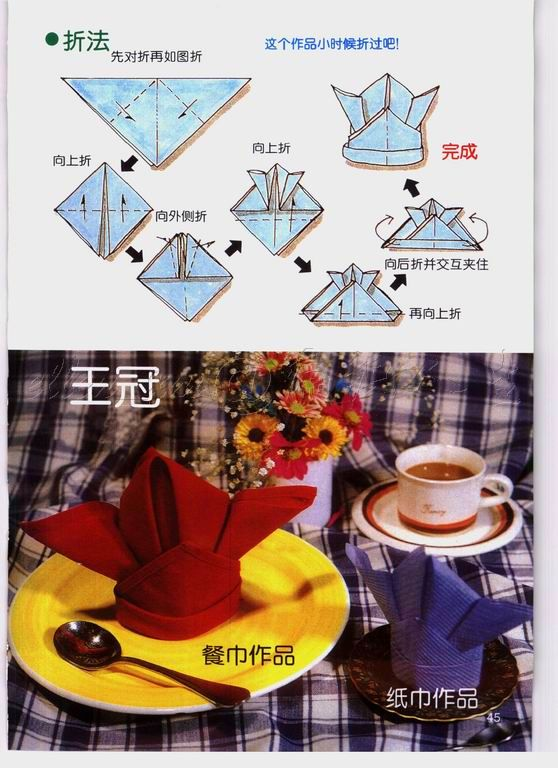 折法
先对折再如图折
这个作品小时候折过吧!
向上折
向外侧折
向上折
完成
向后折并交互夹住
再向上折
王冠
餐巾作品
纸巾作品
45